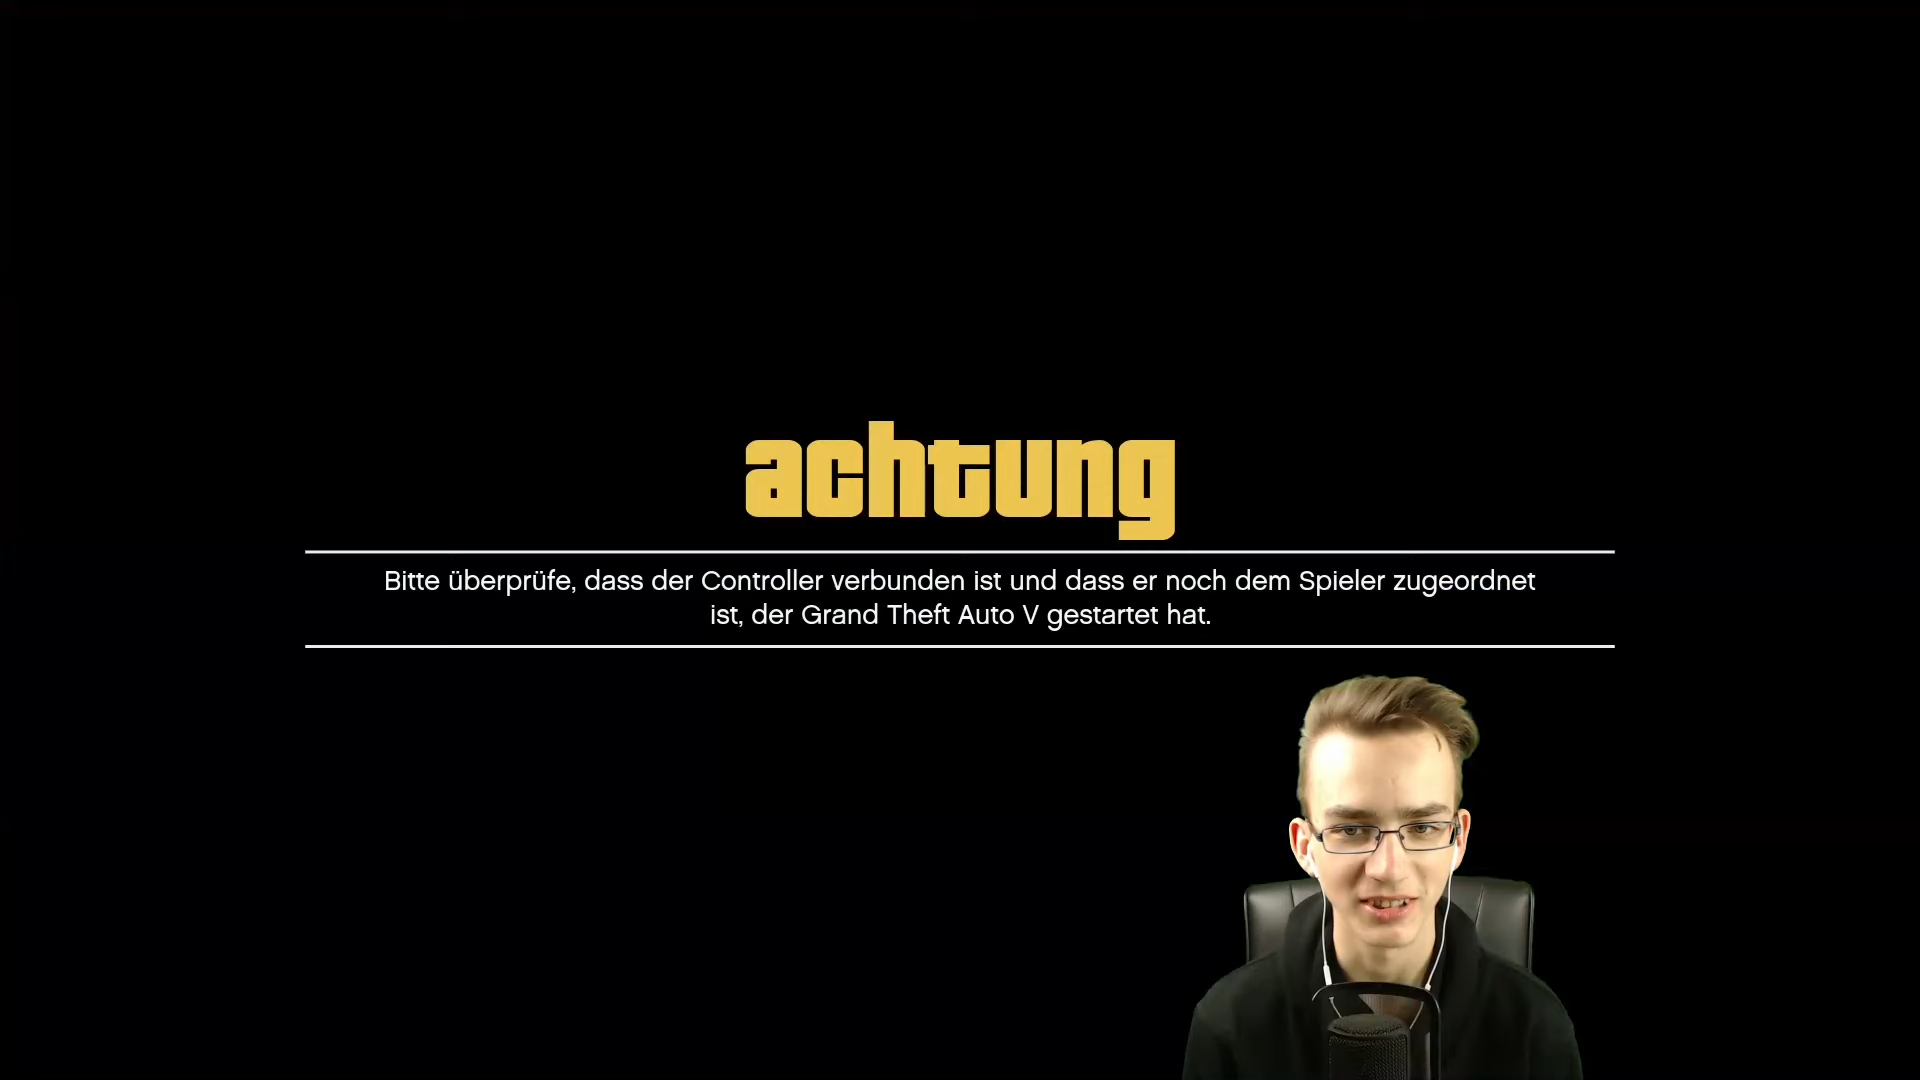 achtung
Bitte überprüfe, dass der Controller verbunden ist und dass er noch dem Spieler zugeordnet
ist, der Grand Theft Auto V gestartet hat.